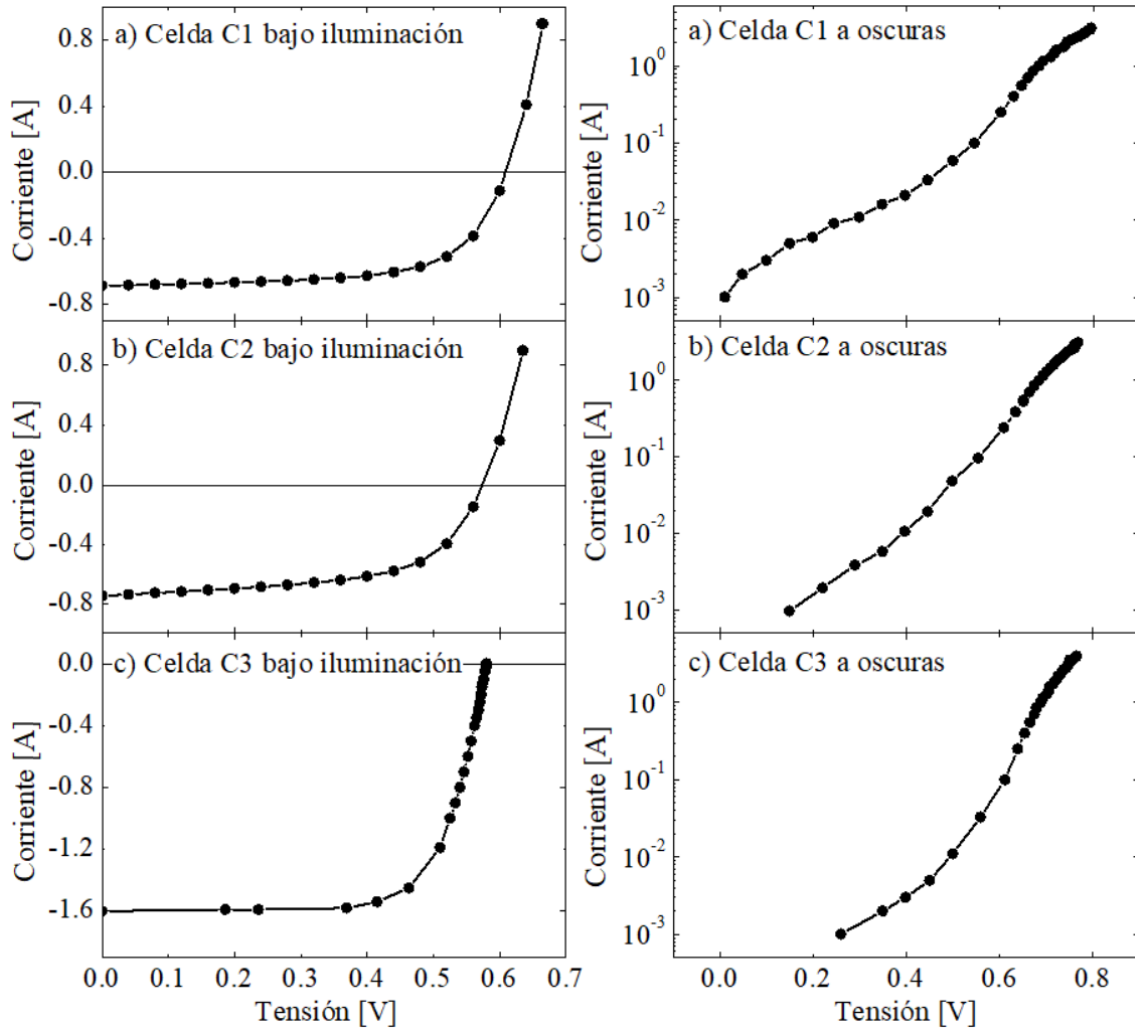 a) Celda C1 bajo iluminación
0.8
0.4
0.0
-0.4
-0.8
Corriente [A]
b) Celda C2 bajo iluminación
0.8
0.4
0.0
-0.4
-0.8
Corriente [A]
c) Celda C3 bajo iluminación
0.0
-0.4
-0.8
-1.2
-1.6
Corriente [A]
0.0 0.1 0.2 0.3 0.4 0.5 0.6 0.7
Tensión [V]
a) Celda C1 a oscuras
10^0
10^-1
10^-2
10^-3
Corriente [A]
b) Celda C2 a oscuras
10^0
10^-1
10^-2
10^-3
Corriente [A]
c) Celda C3 a oscuras
10^0
10^-1
10^-2
10^-3
Corriente [A]
0.0 0.2 0.4 0.6 0.8
Tensión [V]